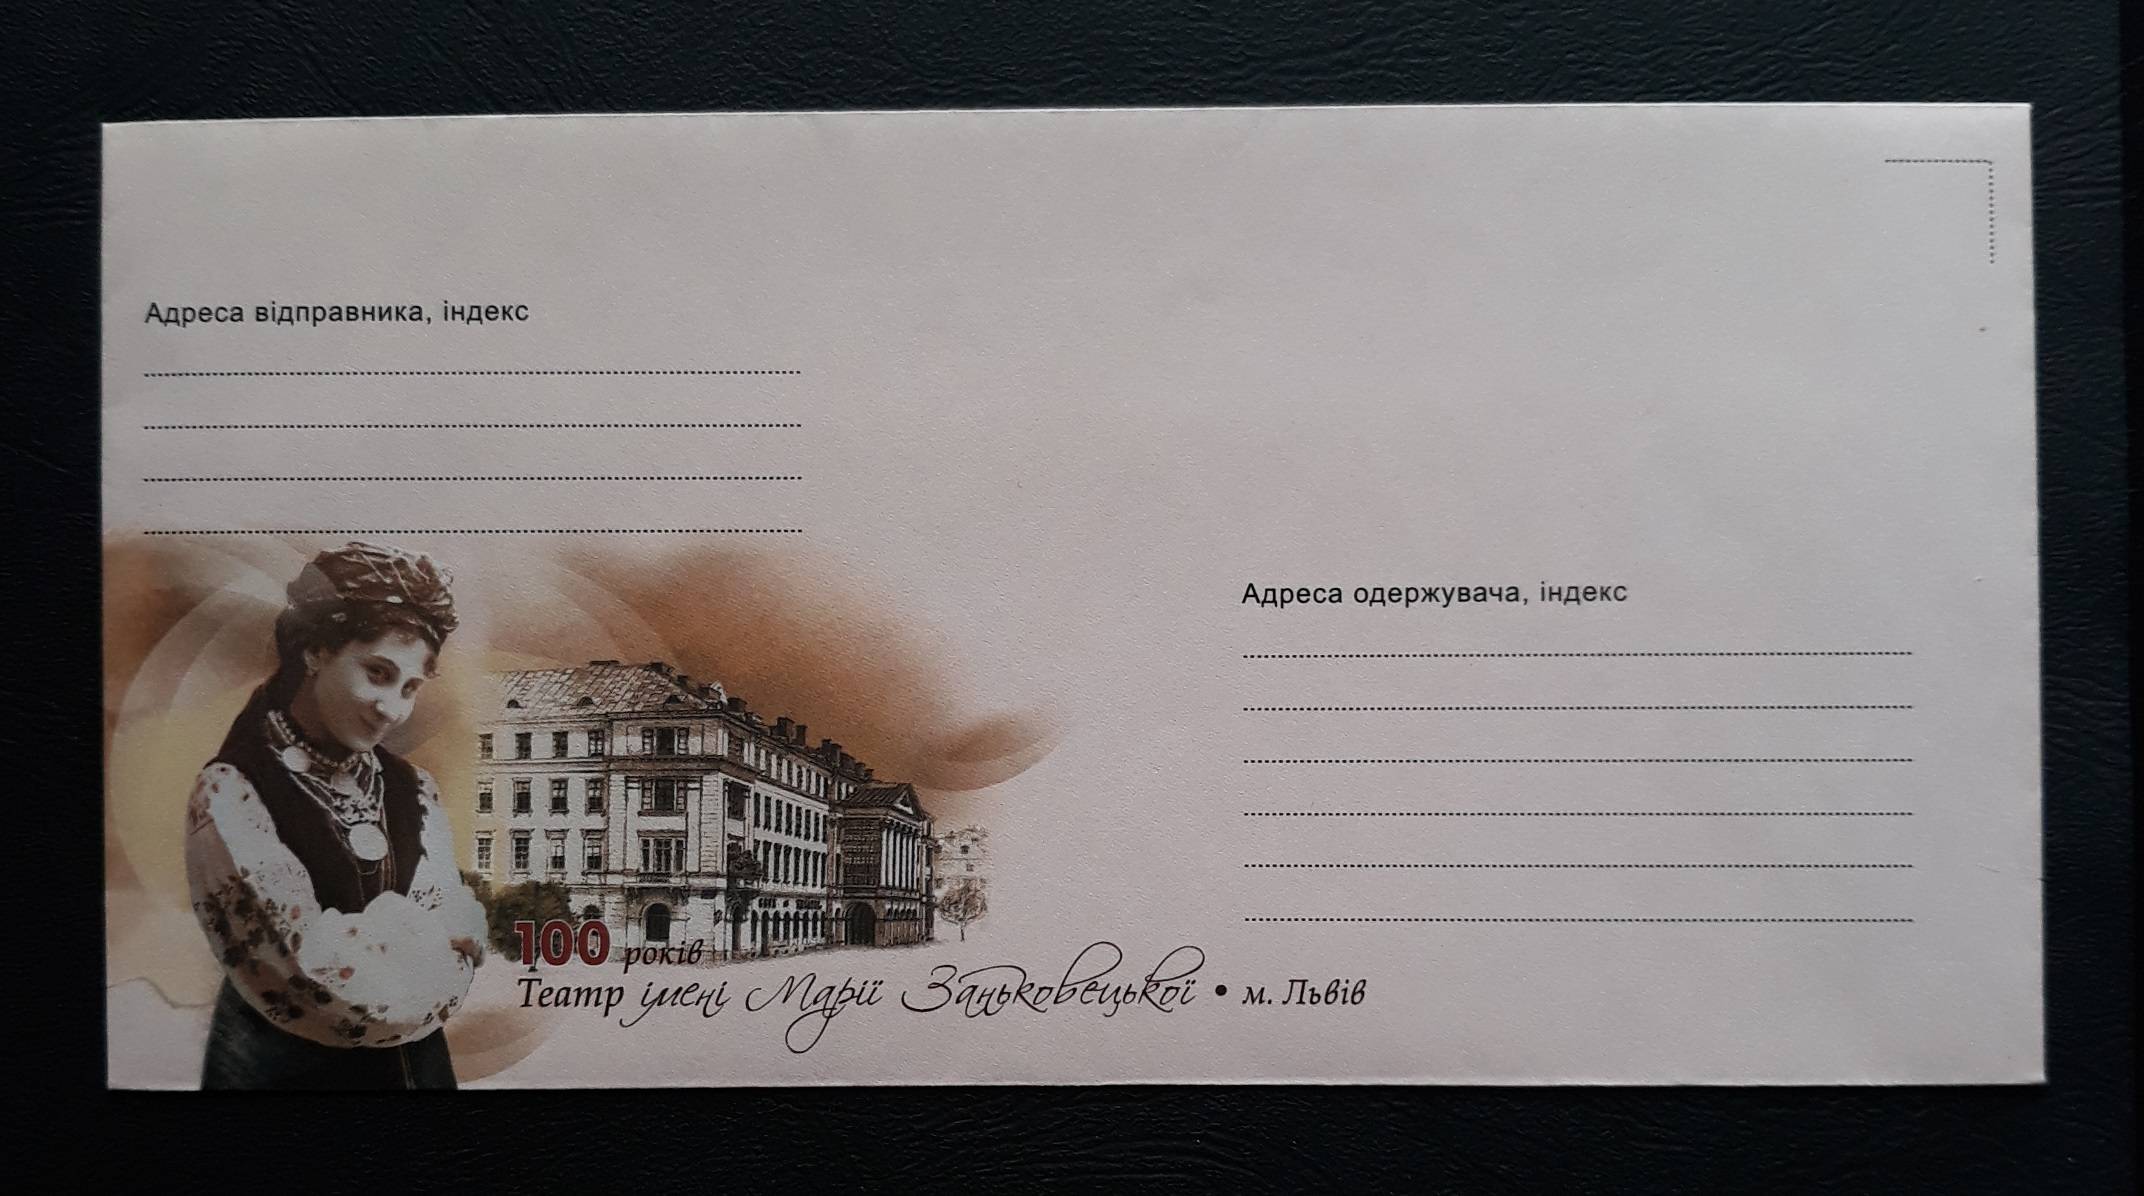 Адреса відправника, індекс
Адреса одержувача, індекс
100 років
Театр імені Марії Заньковецької • м. Львів